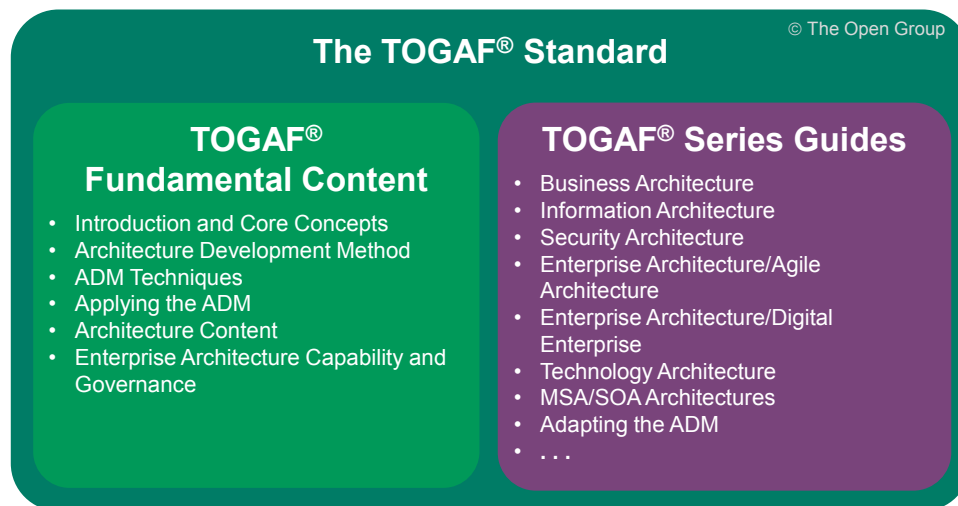 © The Open Group
The TOGAF® Standard
TOGAF®
Fundamental Content
• Introduction and Core Concepts
• Architecture Development Method
• ADM Techniques
• Applying the ADM
• Architecture Content
• Enterprise Architecture Capability and
Governance
TOGAF® Series Guides
• Business Architecture
• Information Architecture
• Security Architecture
• Enterprise Architecture/Agile
Architecture
• Enterprise Architecture/Digital
Enterprise
• Technology Architecture
• MSA/SOA Architectures
• Adapting the ADM
• . . .